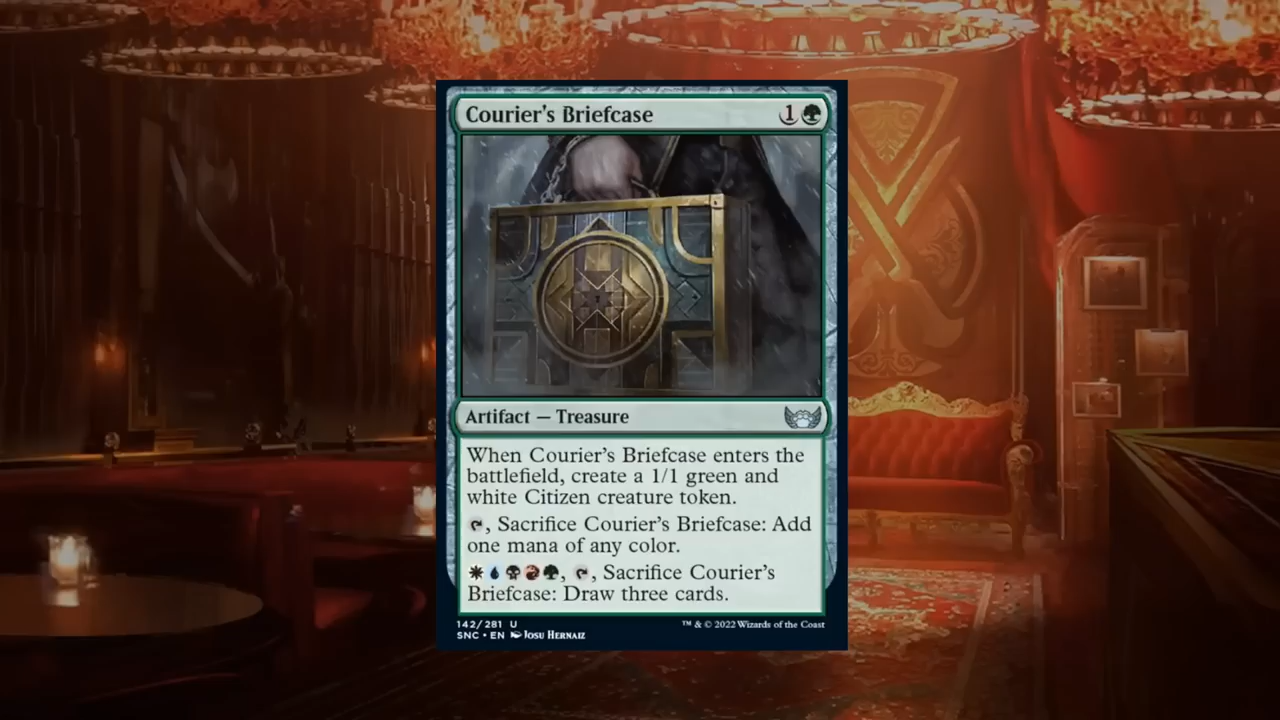 Courier's Briefcase 1
Artifact — Treasure
When Courier's Briefcase enters the
battlefield, create a 1/1 green and
white Citizen creature token.
, Sacrifice Courier's Briefcase: Add
one mana of any color.
, , Sacrifice Courier's
Briefcase: Draw three cards.
142/281 U
SNC • EN Josu Hernaiz
™ & © 2022 Wizards of the Coast